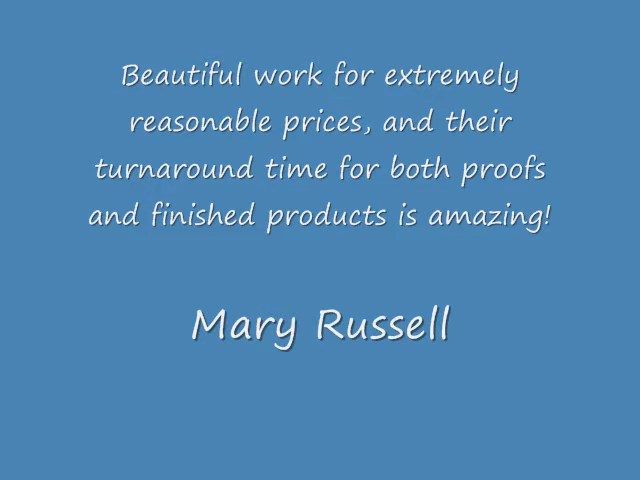 Beautiful work for extremely
reasonable prices, and their
turnaround time for both proofs
and finished products is amazing!
Mary Russell